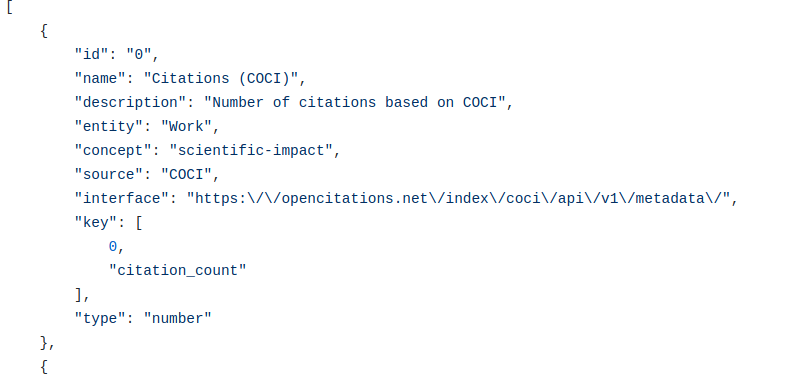 [
    {
        "id": "0",
        "name": "Citations (COCI)",
        "description": "Number of citations based on COCI",
        "entity": "Work",
        "concept": "scientific-impact",
        "source": "COCI",
        "interface": "https:\/\/opencitations.net\/index\/coci\/api\/v1\/metadata\/",
        "key": [
            0,
            "citation_count"
        ],
        "type": "number"
    },
    {